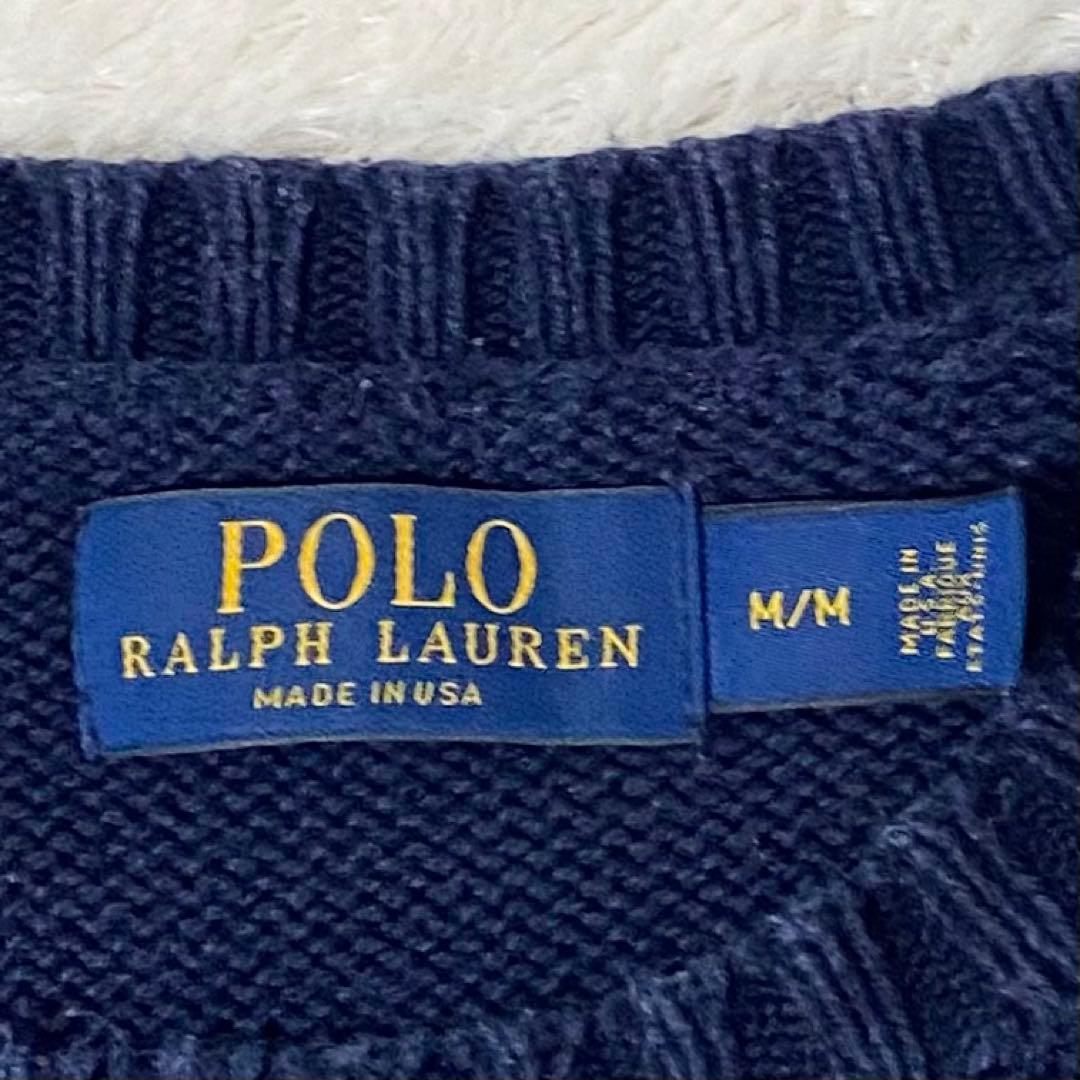 POLO
RALPH LAUREN
MADE IN USA
M/M
MADE IN
U.S.A.
FABRIQUE
AUX
ETATS-UNIS